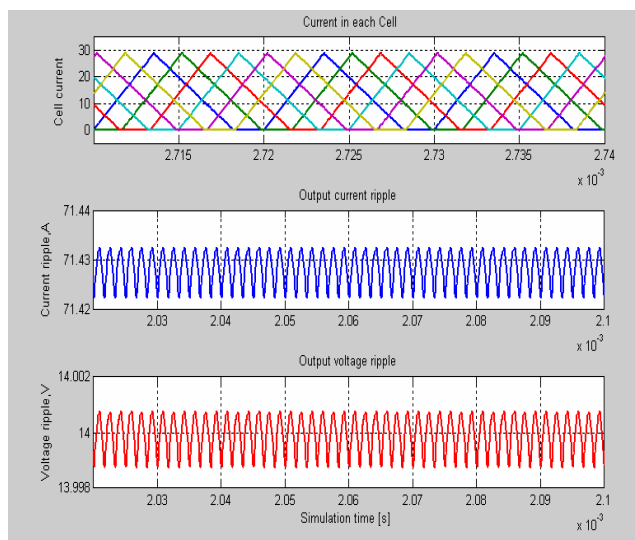 Current in each Cell
Cell current
30
20
10
0
2.715 2.72 2.725 2.73 2.735 2.74
x 10-3
Output current ripple
Current ripple,A
71.44
71.43
71.42
2.03 2.04 2.05 2.06 2.07 2.08 2.09 2.1
x 10-3
Output voltage ripple
Voltage ripple,V
14.002
14
13.998
2.03 2.04 2.05 2.06 2.07 2.08 2.09 2.1
Simulation time [s]
x 10-3